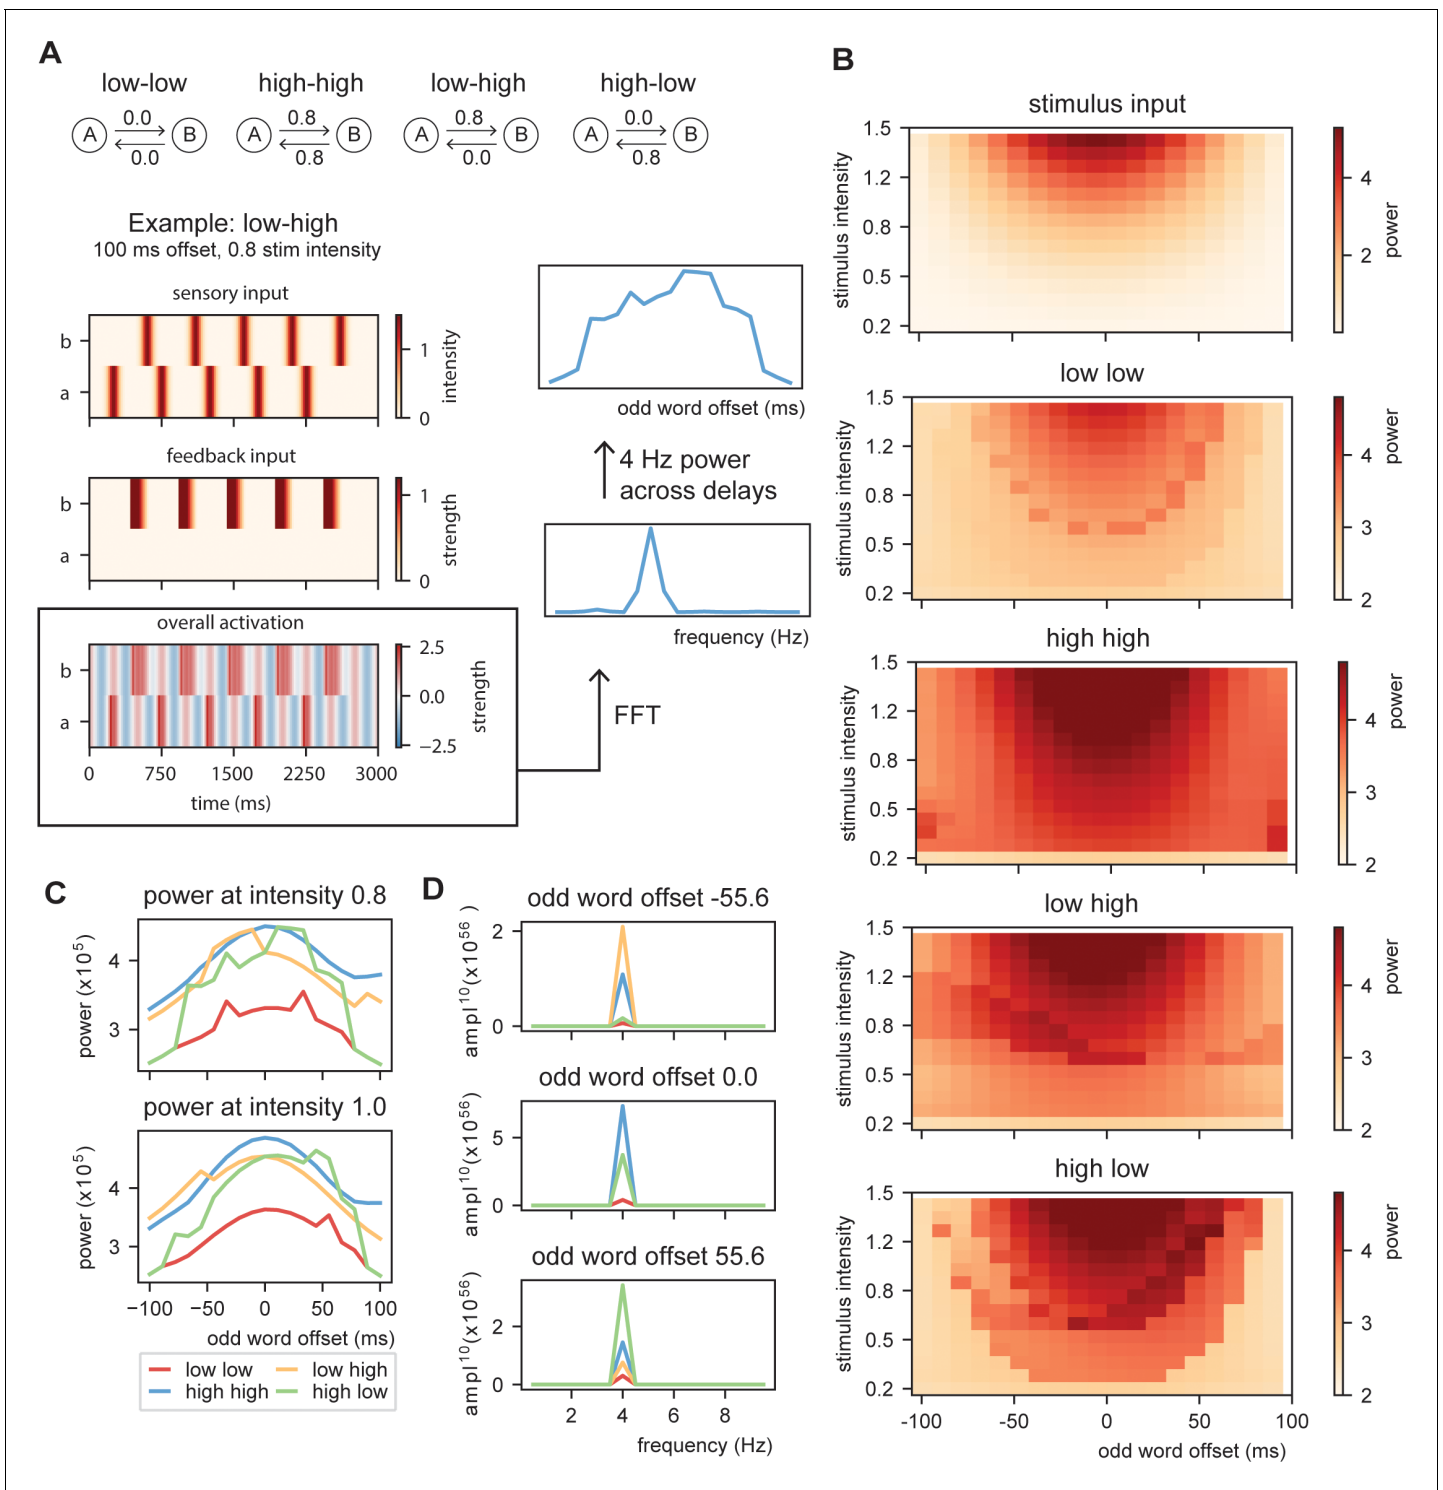 A
low-low
high-high
low-high
high-low
A 0.0 B 0.0
A 0.8 B 0.8
A 0.8 B 0.0
A 0.0 B 0.8
Example: low-high
100 ms offset, 0.8 stim intensity
sensory input
b
a
1
0
intensity
feedback input
b
a
1
0
strength
overall activation
b
a
2.5
0.0
−2.5
strength
0 750 1500 2250 3000
time (ms)
odd word offset (ms)
4 Hz power
across delays
frequency (Hz)
FFT
B
stimulus input
1.5
1.2
0.8
0.5
0.2
stimulus intensity
4
2
power
low low
1.5
1.2
0.8
0.5
0.2
stimulus intensity
4
3
2
power
high high
1.5
1.2
0.8
0.5
0.2
stimulus intensity
4
3
2
power
low high
1.5
1.2
0.8
0.5
0.2
stimulus intensity
4
3
2
power
high low
1.5
1.2
0.8
0.5
0.2
stimulus intensity
4
3
2
power
-100 -50 0 50 100
odd word offset (ms)
C
power at intensity 0.8
4
3
power (x10⁵)
power at intensity 1.0
4
3
power (x10⁵)
−100 −50 0 50 100
odd word offset (ms)
low low
low high
high high
high low
D
odd word offset -55.6
2
0
ampl¹⁰(x10⁵⁶ )
odd word offset 0.0
5
0
ampl¹⁰(x10⁵⁶)
odd word offset 55.6
2
0
ampl¹⁰(x10⁵⁶)
2 4 6 8
frequency (Hz)